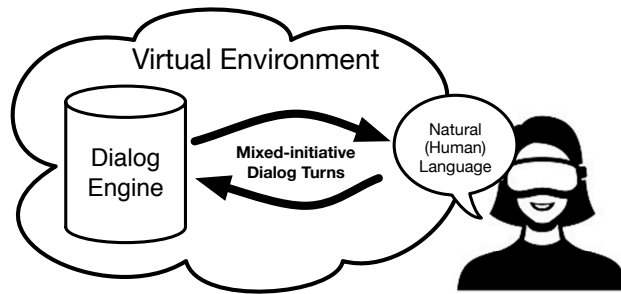 Virtual Environment
Dialog
Engine
Mixed-initiative
Dialog Turns
Natural
(Human)
Language